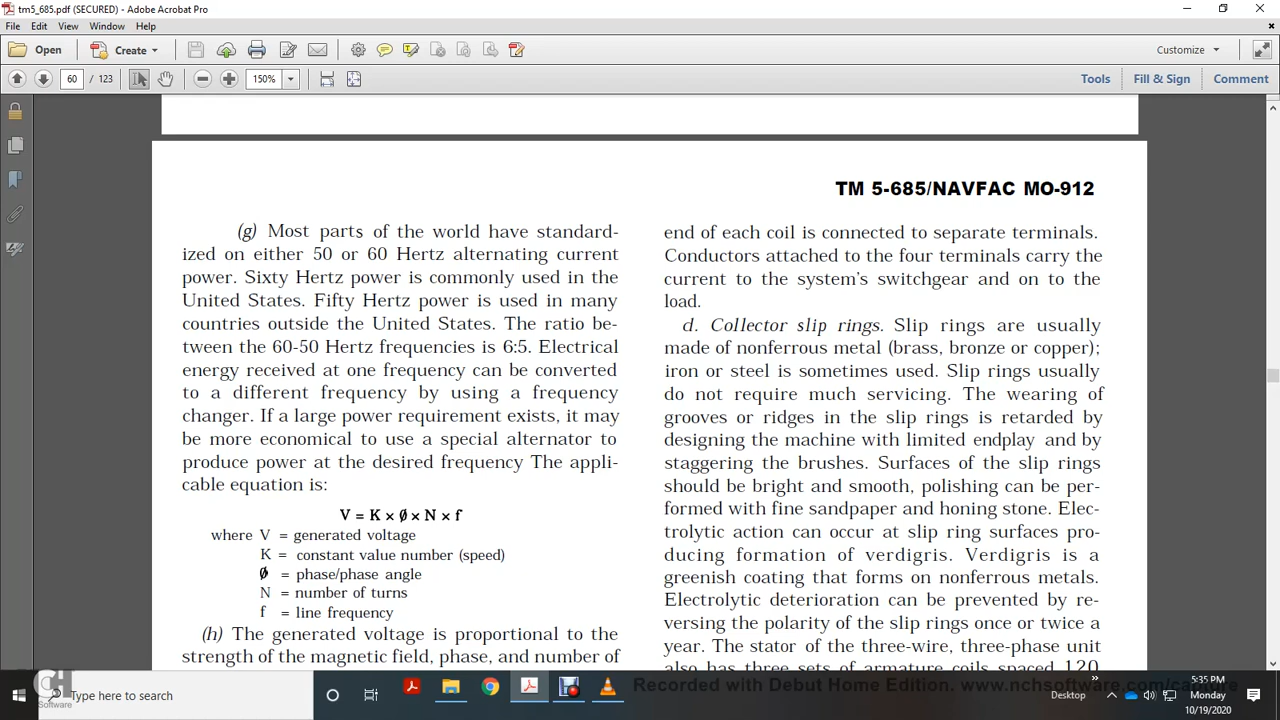 tm5_685.pdf (SECURED) - Adobe Acrobat Pro
File Edit View Window Help
Open Create Customize
60 / 123 150% Tools Fill & Sign Comment
TM 5-685/NAVFAC MO-912
(g) Most parts of the world have standard-
ized on either 50 or 60 Hertz alternating current
power. Sixty Hertz power is commonly used in the
United States. Fifty Hertz power is used in many
countries outside the United States. The ratio be-
tween the 60-50 Hertz frequencies is 6:5. Electrical
energy received at one frequency can be converted
to a different frequency by using a frequency
changer. If a large power requirement exists, it may
be more economical to use a special alternator to
produce power at the desired frequency The appli-
cable equation is:
V = K × ∅ × N × f
where V = generated voltage
K = constant value number (speed)
∅ = phase/phase angle
N = number of turns
f = line frequency
(h) The generated voltage is proportional to the
strength of the magnetic field, phase, and number of
end of each coil is connected to separate terminals.
Conductors attached to the four terminals carry the
current to the system's switchgear and on to the
load.
d. Collector slip rings. Slip rings are usually
made of nonferrous metal (brass, bronze or copper);
iron or steel is sometimes used. Slip rings usually
do not require much servicing. The wearing of
grooves or ridges in the slip rings is retarded by
designing the machine with limited endplay and by
staggering the brushes. Surfaces of the slip rings
should be bright and smooth, polishing can be per-
formed with fine sandpaper and honing stone. Elec-
trolytic action can occur at slip ring surfaces pro-
ducing formation of verdigris. Verdigris is a
greenish coating that forms on nonferrous metals.
Electrolytic deterioration can be prevented by re-
versing the polarity of the slip rings once or twice a
year. The stator of the three-wire, three-phase unit
also has three sets of armature coils spaced 120
Recorded with Debut Home Edition. www.nchsoftware.com/capture
CH
Software
Type here to search
Desktop
5:35 PM
Monday
10/19/2020